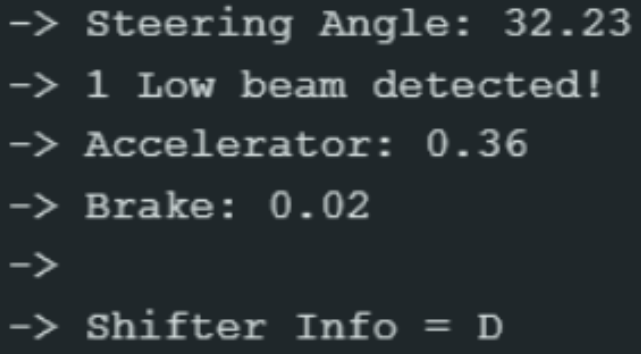 -> Steering Angle: 32.23
-> 1 Low beam detected!
-> Accelerator: 0.36
-> Brake: 0.02
->
-> Shifter Info = D